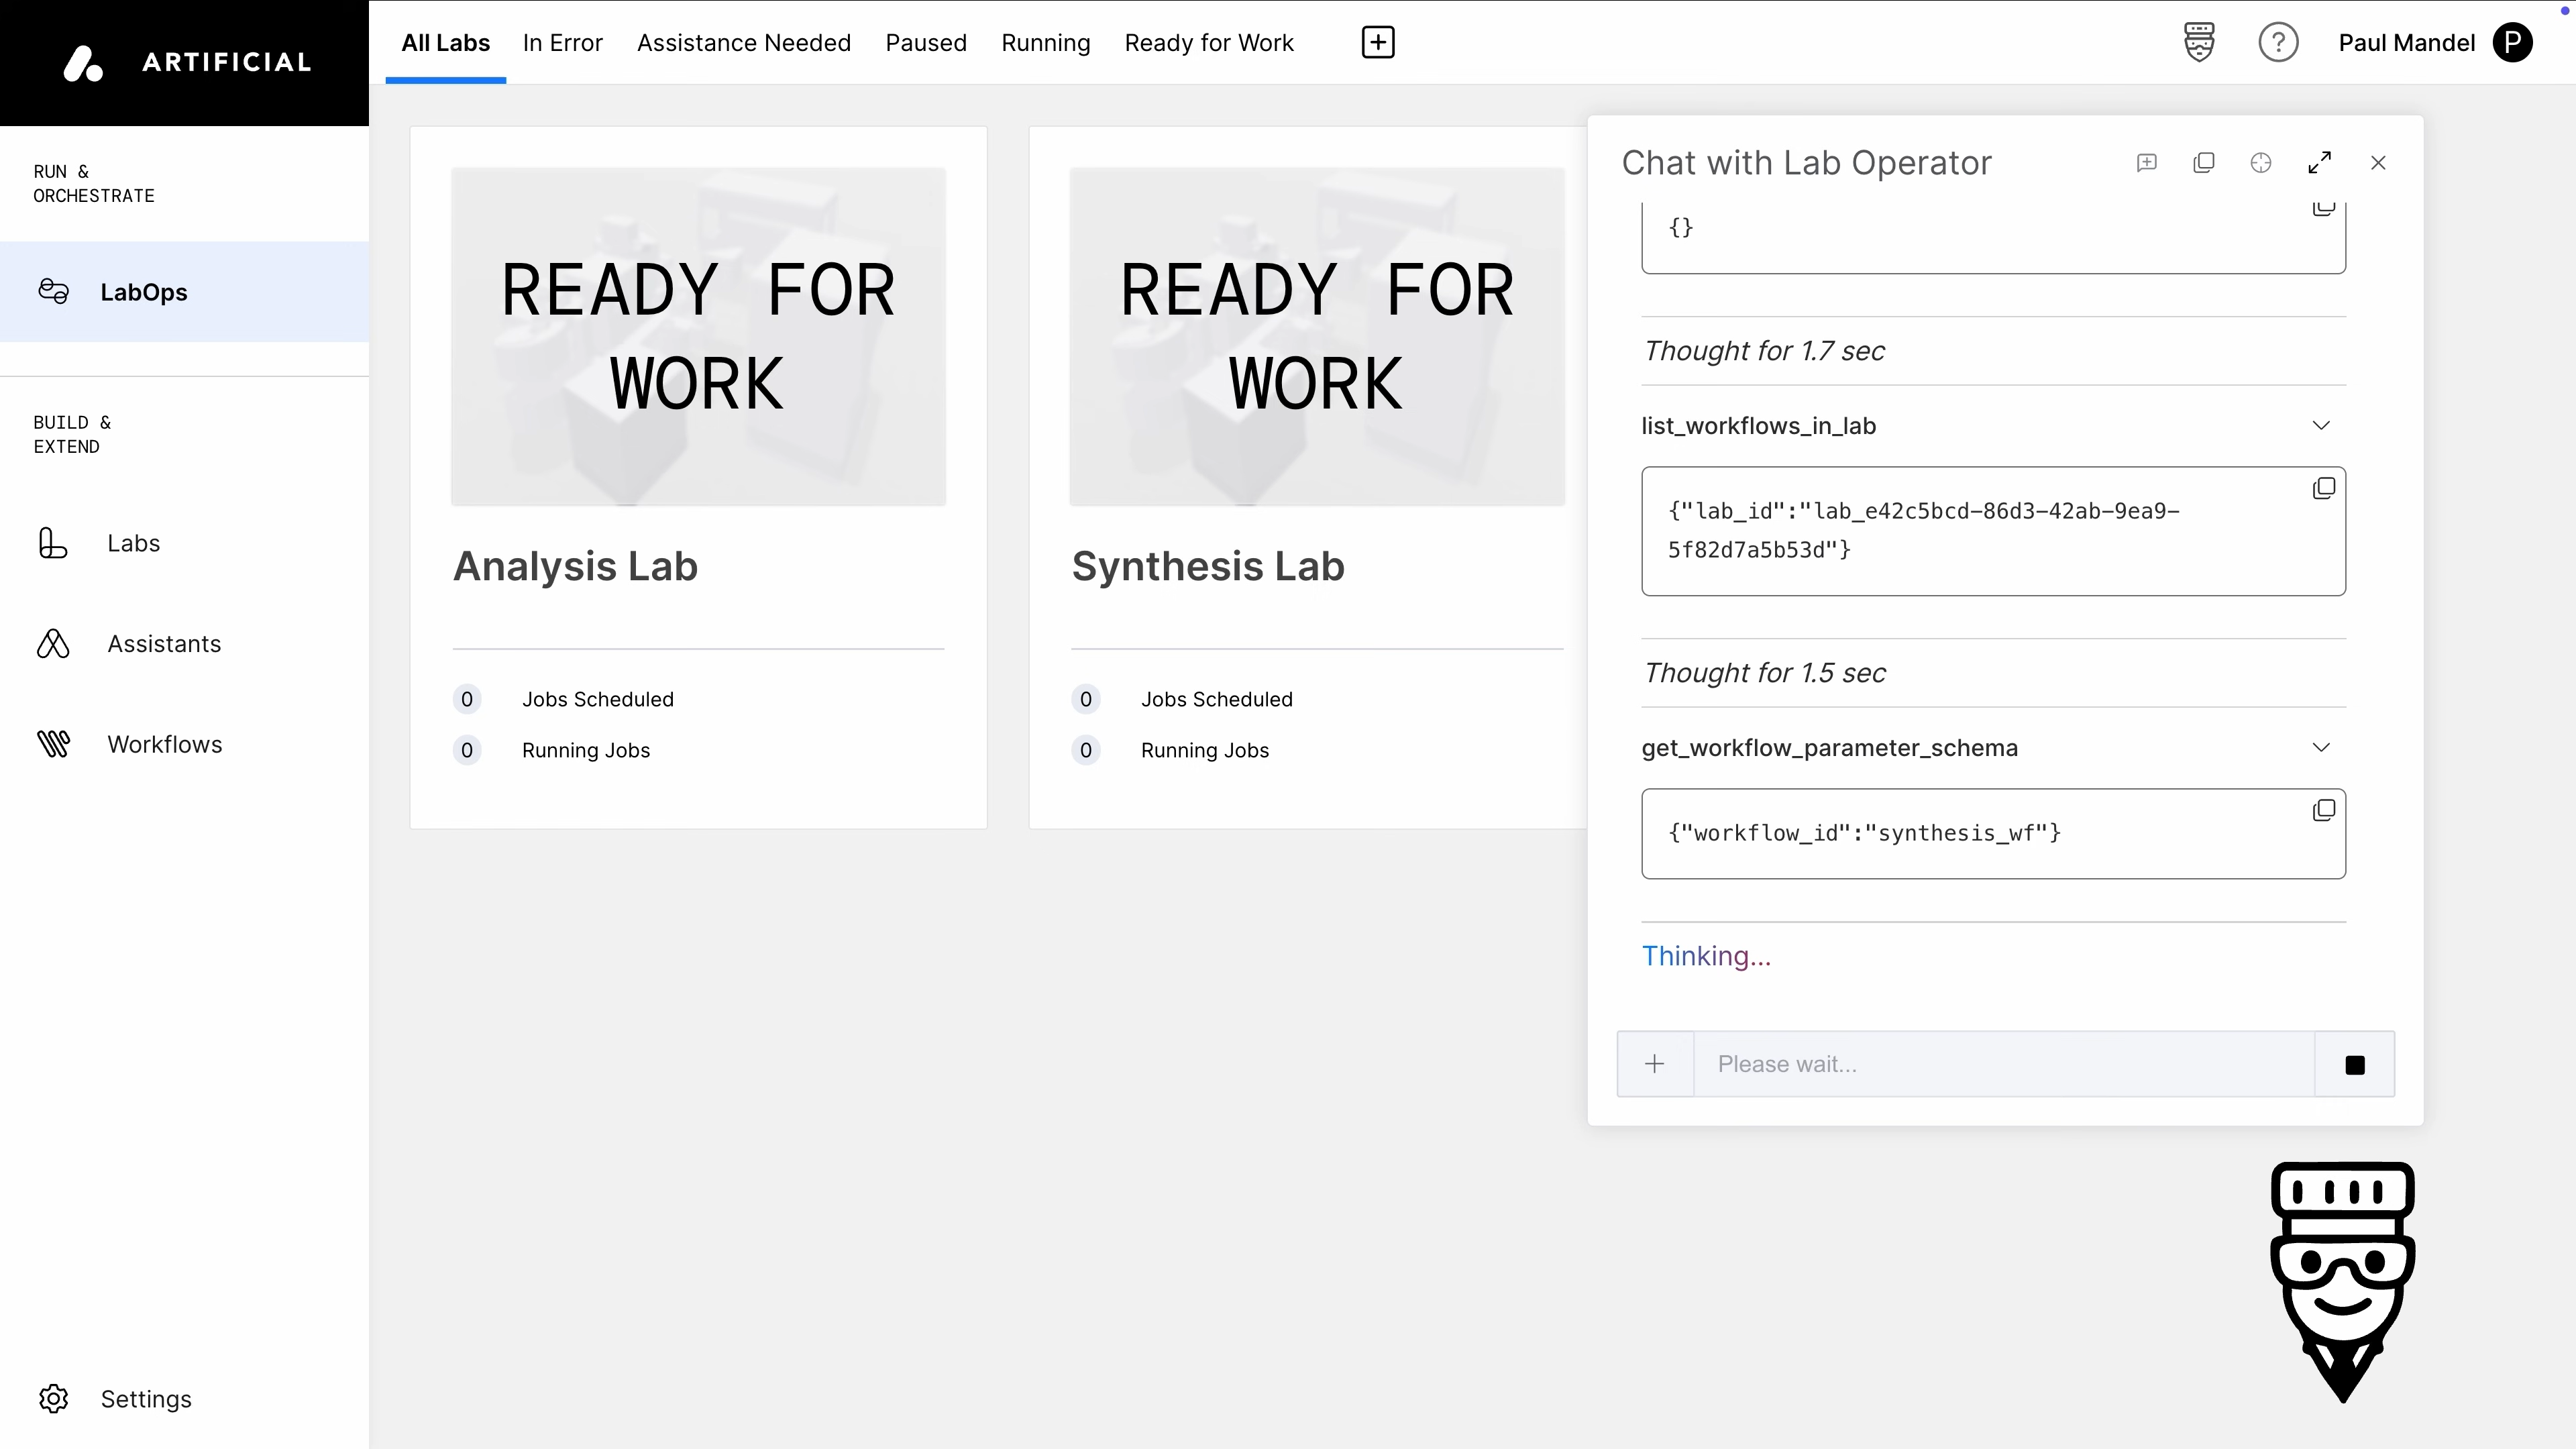 ARTIFICIAL
RUN &
ORCHESTRATE
LabOps
BUILD &
EXTEND
Labs
Assistants
Workflows
Settings
All Labs
In Error
Assistance Needed
Paused
Running
Ready for Work
?
Paul Mandel
P
READY FOR
WORK
Analysis Lab
0 Jobs Scheduled
0 Running Jobs
READY FOR
WORK
Synthesis Lab
0 Jobs Scheduled
0 Running Jobs
Chat with Lab Operator
{}
Thought for 1.7 sec
list_workflows_in_lab
{"lab_id":"lab_e42c5bcd-86d3-42ab-9ea9-
5f82d7a5b53d"}
Thought for 1.5 sec
get_workflow_parameter_schema
{"workflow_id":"synthesis_wf"}
Thinking...
Please wait...